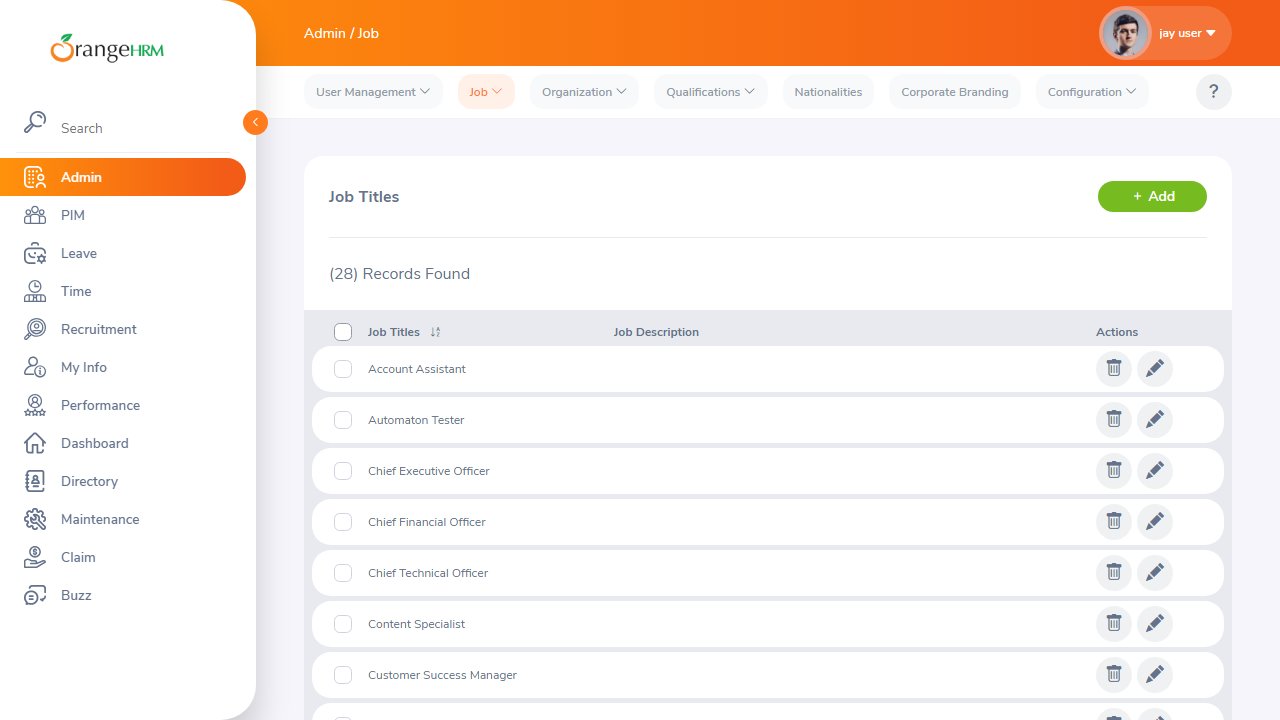 OrangeHRM
Search
Admin
PIM
Leave
Time
Recruitment
My Info
Performance
Dashboard
Directory
Maintenance
Claim
Buzz
Admin / Job
jay user
User Management
Job
Organization
Qualifications
Nationalities
Corporate Branding
Configuration
?
Job Titles
+ Add
(28) Records Found
Job Titles Job Description Actions
Account Assistant
Automaton Tester
Chief Executive Officer
Chief Financial Officer
Chief Technical Officer
Content Specialist
Customer Success Manager